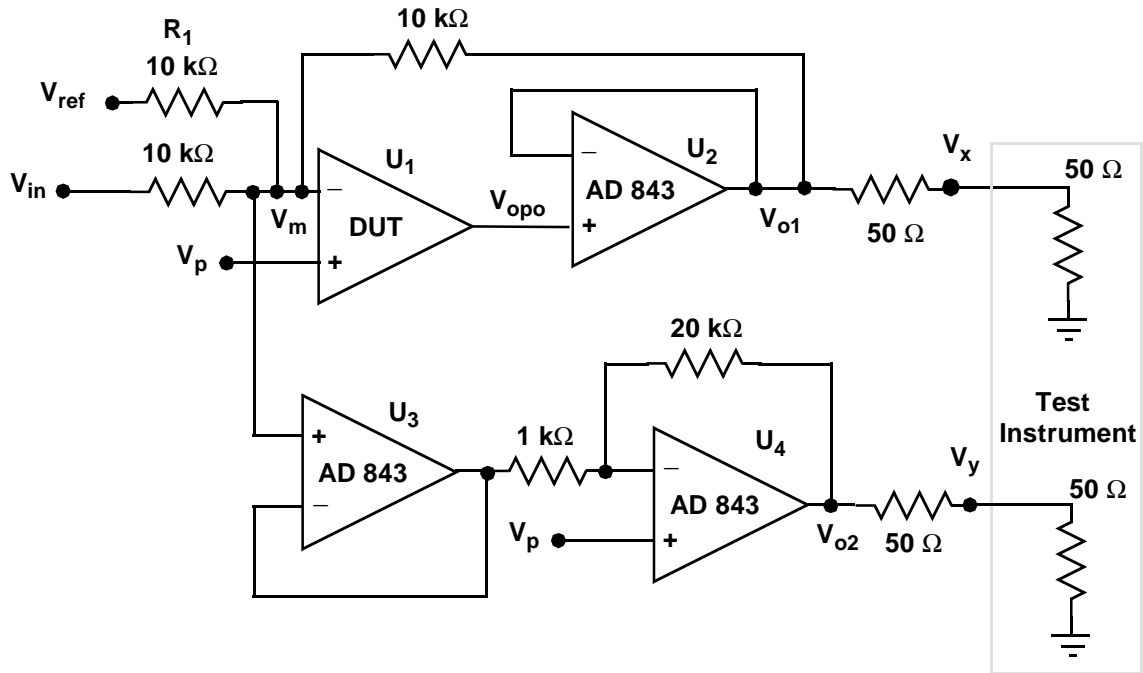 R1
10 kΩ
10 kΩ
Vref
10 kΩ
Vin
U1
−
DUT
+
Vm
Vp
Vopo
U2
−
AD 843
+
Vo1
50 Ω
Vx
50 Ω
U3
+
AD 843
−
1 kΩ
20 kΩ
U4
−
AD 843
+
Vp
Vo2
50 Ω
Vy
Test
Instrument
50 Ω